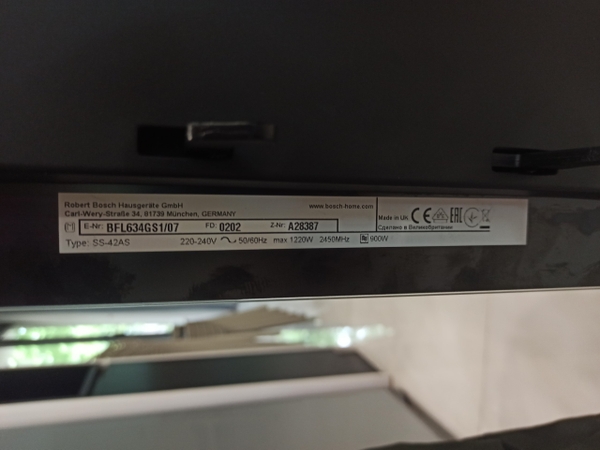 Robert Bosch Hausgeräte GmbH
www.bosch-home.com
Carl-Wery-Straße 34, 81739 München, GERMANY
E-Nr.: BFL634GS1/07 FD: 0202 Z-Nr: A28387
Type: SS-42AS 220-240V 50/60Hz max 1220W 2450MHz 900W
Made in UK CE EAC
Сделано в Великобритании